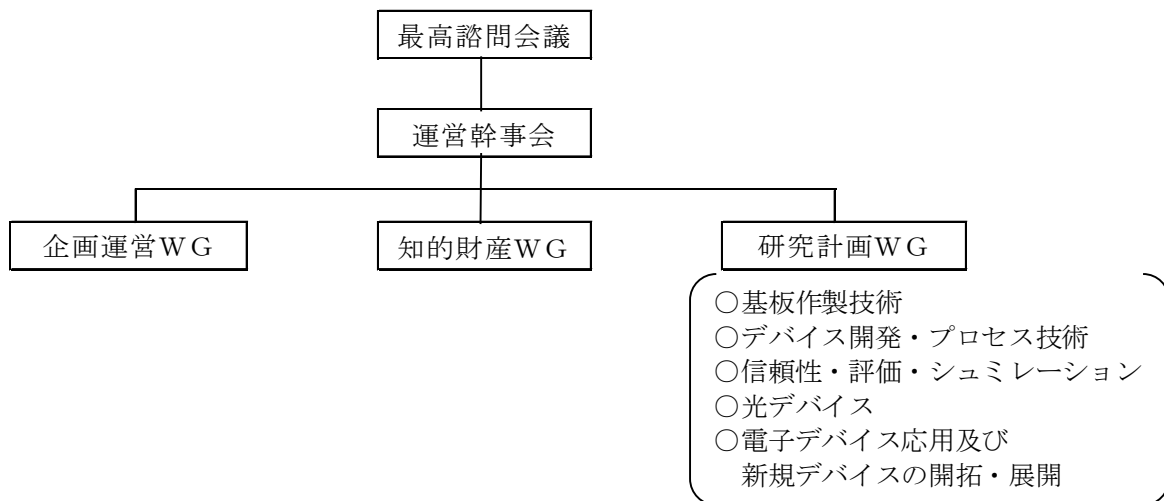 最高諮問会議
運営幹事会
企画運営ＷＧ
知的財産ＷＧ
研究計画ＷＧ
○基板作製技術
○デバイス開発・プロセス技術
○信頼性・評価・シュミレーション
○光デバイス
○電子デバイス応用及び
新規デバイスの開拓・展開